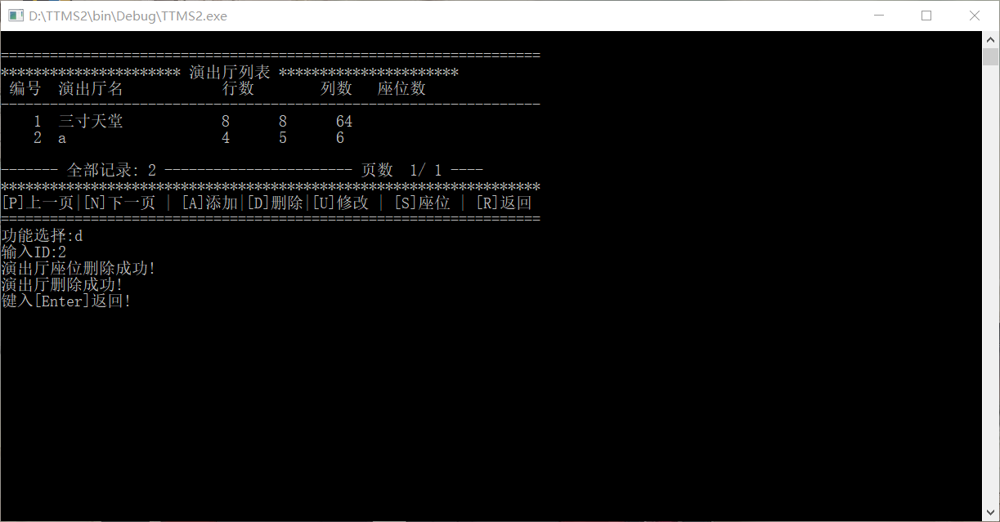 D:\TTMS2\bin\Debug\TTMS2.exe
==================================================================
********************** 演出厅列表 **********************
编号  演出厅名            行数        列数   座位数
------------------------------------------------------------------
    1  三寸天堂            8      8      64
    2  a                   4      5      6
------- 全部记录: 2 ----------------------- 页数  1/ 1 ----
******************************************************************
[P]上一页|[N]下一页 | [A]添加|[D]删除|[U]修改 | [S]座位 | [R]返回
==================================================================
功能选择:d
输入ID:2
演出厅座位删除成功!
演出厅删除成功!
键入[Enter]返回!